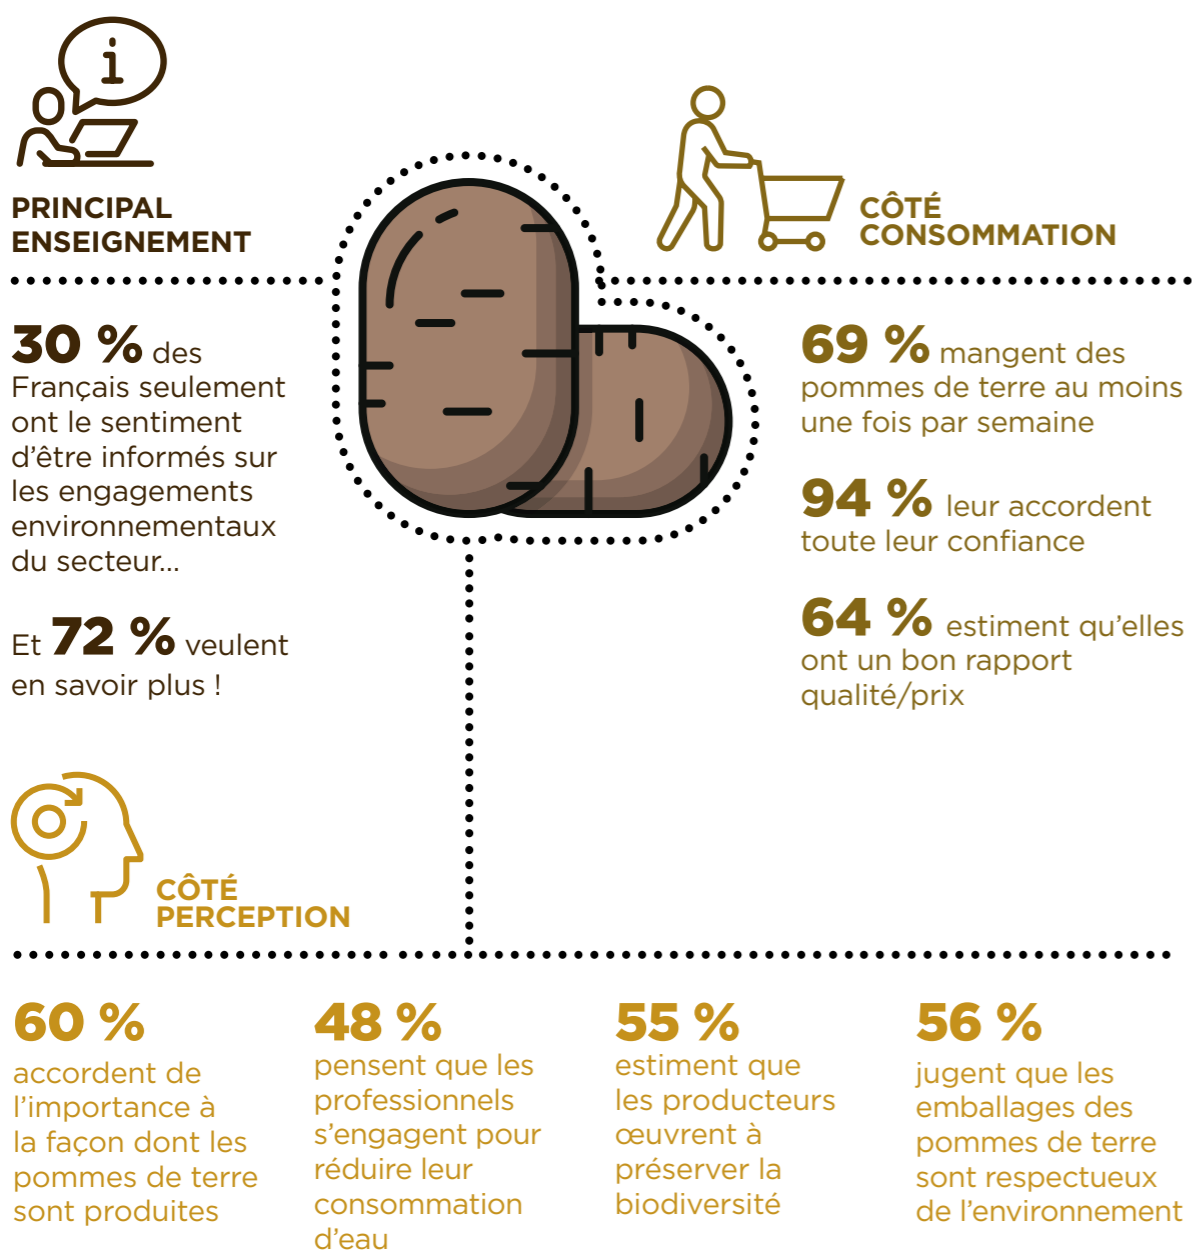 i
PRINCIPAL
ENSEIGNEMENT
30 % des
Français seulement
ont le sentiment
d’être informés sur
les engagements
environnementaux
du secteur...
Et 72 % veulent
en savoir plus !
CÔTÉ
CONSOMMATION
69 % mangent des
pommes de terre au moins
une fois par semaine
94 % leur accordent
toute leur confiance
64 % estiment qu’elles
ont un bon rapport
qualité/prix
CÔTÉ
PERCEPTION
60 %
accordent de
l’importance à
la façon dont les
pommes de terre
sont produites
48 %
pensent que les
professionnels
s’engagent pour
réduire leur
consommation
d’eau
55 %
estiment que
les producteurs
œuvrent à
préserver la
biodiversité
56 %
jugent que les
emballages des
pommes de terre
sont respectueux
de l’environnement